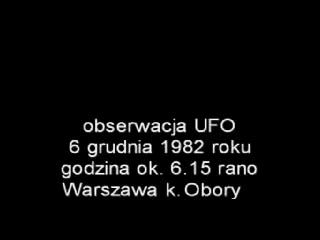 obserwacja UFO
6 grudnia 1982 roku
godzina ok. 6.15 rano
Warszawa k. Obory